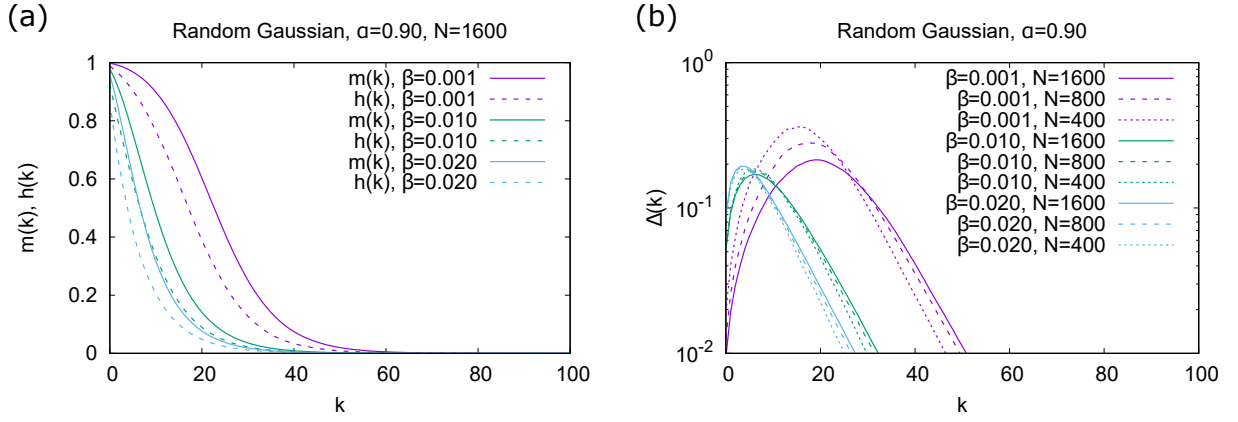 (a)
Random Gaussian, α=0.90, N=1600
m(k), h(k)
1
0.8
0.6
0.4
0.2
0
0
20
40
60
80
100
k
m(k), β=0.001
h(k), β=0.001
m(k), β=0.010
h(k), β=0.010
m(k), β=0.020
h(k), β=0.020
(b)
Random Gaussian, α=0.90
Δ(k)
10⁰
10⁻¹
10⁻²
0
20
40
60
80
100
k
β=0.001, N=1600
β=0.001, N=800
β=0.001, N=400
β=0.010, N=1600
β=0.010, N=800
β=0.010, N=400
β=0.020, N=1600
β=0.020, N=800
β=0.020, N=400